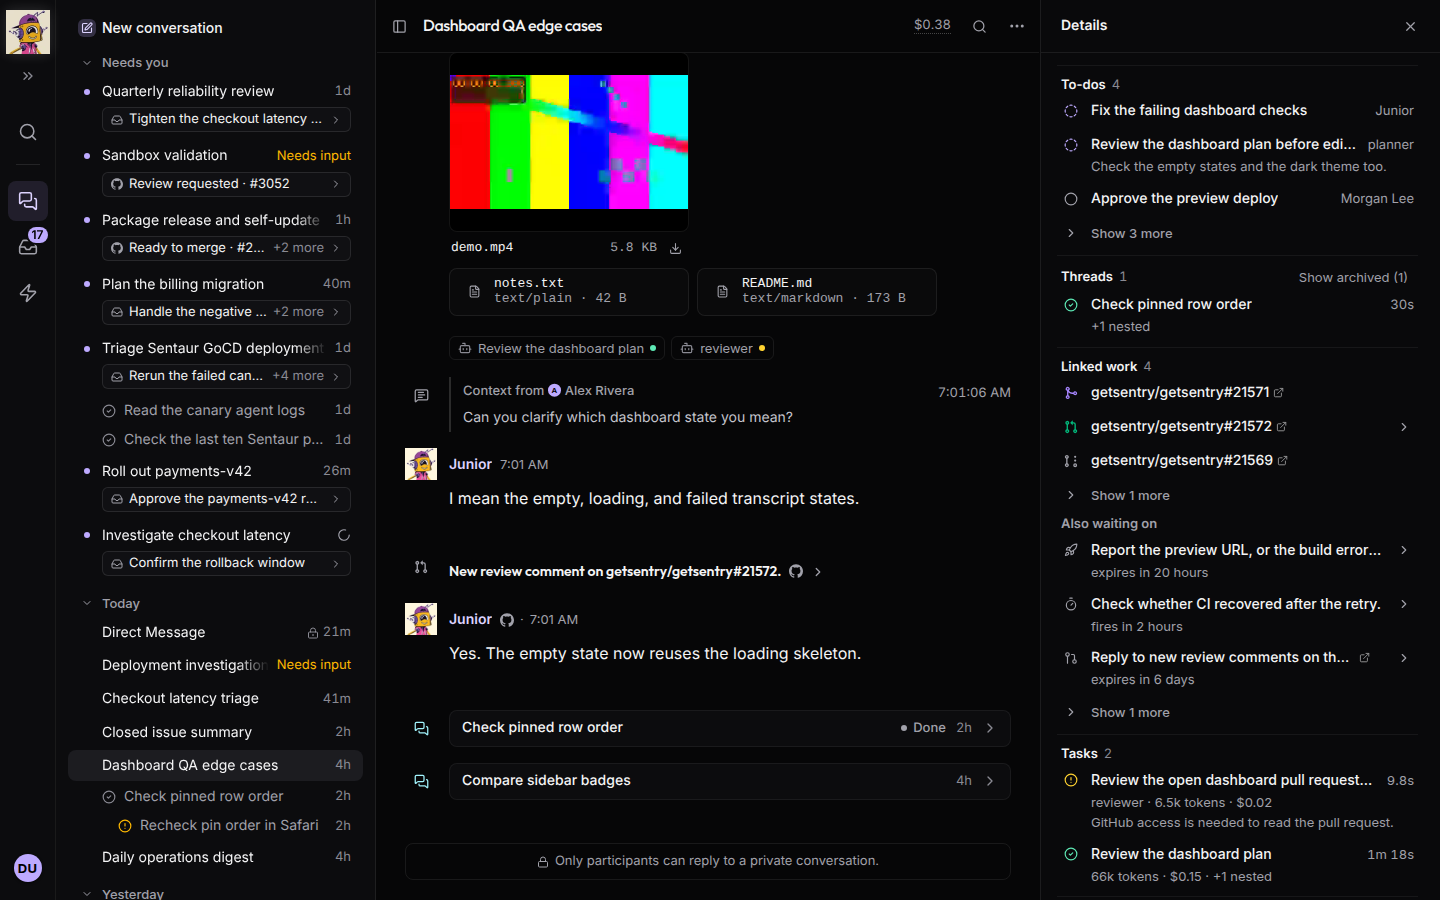 New conversation
Needs you
Quarterly reliability review 1d
Tighten the checkout latency ...
Sandbox validation Needs input
Review requested · #3052
Package release and self-update 1h
Ready to merge · #2... +2 more
Plan the billing migration 40m
Handle the negative ... +2 more
Triage Sentaur GoCD deployment 1d
Rerun the failed can... +4 more
Read the canary agent logs 1d
Check the last ten Sentaur p... 1d
Roll out payments-v42 26m
Approve the payments-v42 r...
Investigate checkout latency
Confirm the rollback window
Today
Direct Message 21m
Deployment investigation Needs input
Checkout latency triage 41m
Closed issue summary 2h
Dashboard QA edge cases 4h
Check pinned row order 2h
Recheck pin order in Safari 2h
Daily operations digest 4h
Yesterday
17
DU
Dashboard QA edge cases $0.38
demo.mp4 5.8 KB
notes.txt
text/plain · 42 B
README.md
text/markdown · 173 B
Review the dashboard plan
reviewer
Context from A Alex Rivera 7:01:06 AM
Can you clarify which dashboard state you mean?
Junior 7:01 AM
I mean the empty, loading, and failed transcript states.
New review comment on getsentry/getsentry#21572.
Junior · 7:01 AM
Yes. The empty state now reuses the loading skeleton.
Check pinned row order Done 2h
Compare sidebar badges 4h
Only participants can reply to a private conversation.
Details
To-dos 4
Fix the failing dashboard checks Junior
Review the dashboard plan before edi... planner
Check the empty states and the dark theme too.
Approve the preview deploy Morgan Lee
Show 3 more
Threads 1 Show archived (1)
Check pinned row order 30s
+1 nested
Linked work 4
getsentry/getsentry#21571
getsentry/getsentry#21572
getsentry/getsentry#21569
Show 1 more
Also waiting on
Report the preview URL, or the build error...
expires in 20 hours
Check whether CI recovered after the retry.
fires in 2 hours
Reply to new review comments on th...
expires in 6 days
Show 1 more
Tasks 2
Review the open dashboard pull request... 9.8s
reviewer · 6.5k tokens · $0.02
GitHub access is needed to read the pull request.
Review the dashboard plan 1m 18s
66k tokens · $0.15 · +1 nested